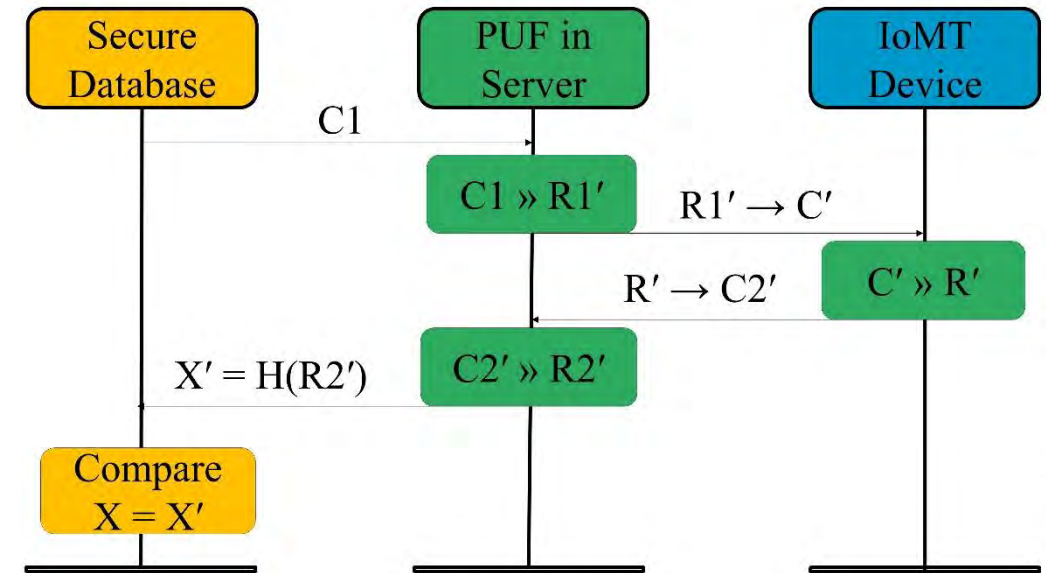 Secure
Database
PUF in
Server
IoMT
Device
C1
C1 » R1′
R1′ → C′
C′ » R′
R′ → C2′
C2′ » R2′
X′ = H(R2′)
Compare
X = X′